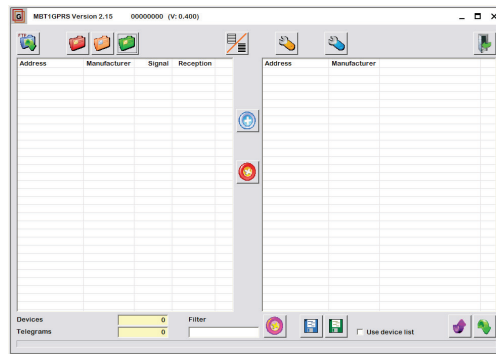 G MBT1GPRS Version 2.15 00000000 (V: 0.400)
Address Manufacturer Signal Reception Address Manufacturer
Devices 0 Filter
Telegrams 0 Use device list